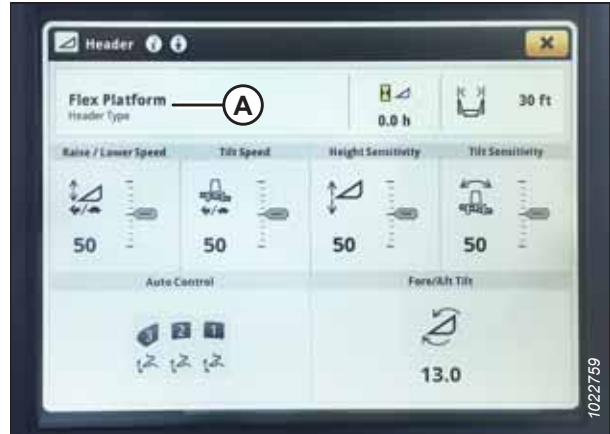 Header
Flex Platform
Header Type
A
0.0 h
30 ft
Raise / Lower Speed
Tilt Speed
Height Sensitivity
Tilt Sensitivity
50
50
50
50
Auto Control
Fore/Aft Tilt
3 2 1
13.0
1022759